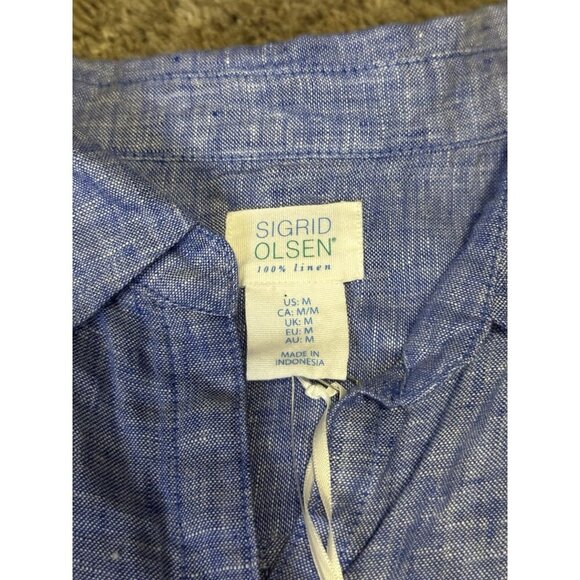 SIGRID
OLSEN®
100% linen
US: M
CA: M/M
UK: M
EU: M
AU: M
MADE IN
INDONESIA